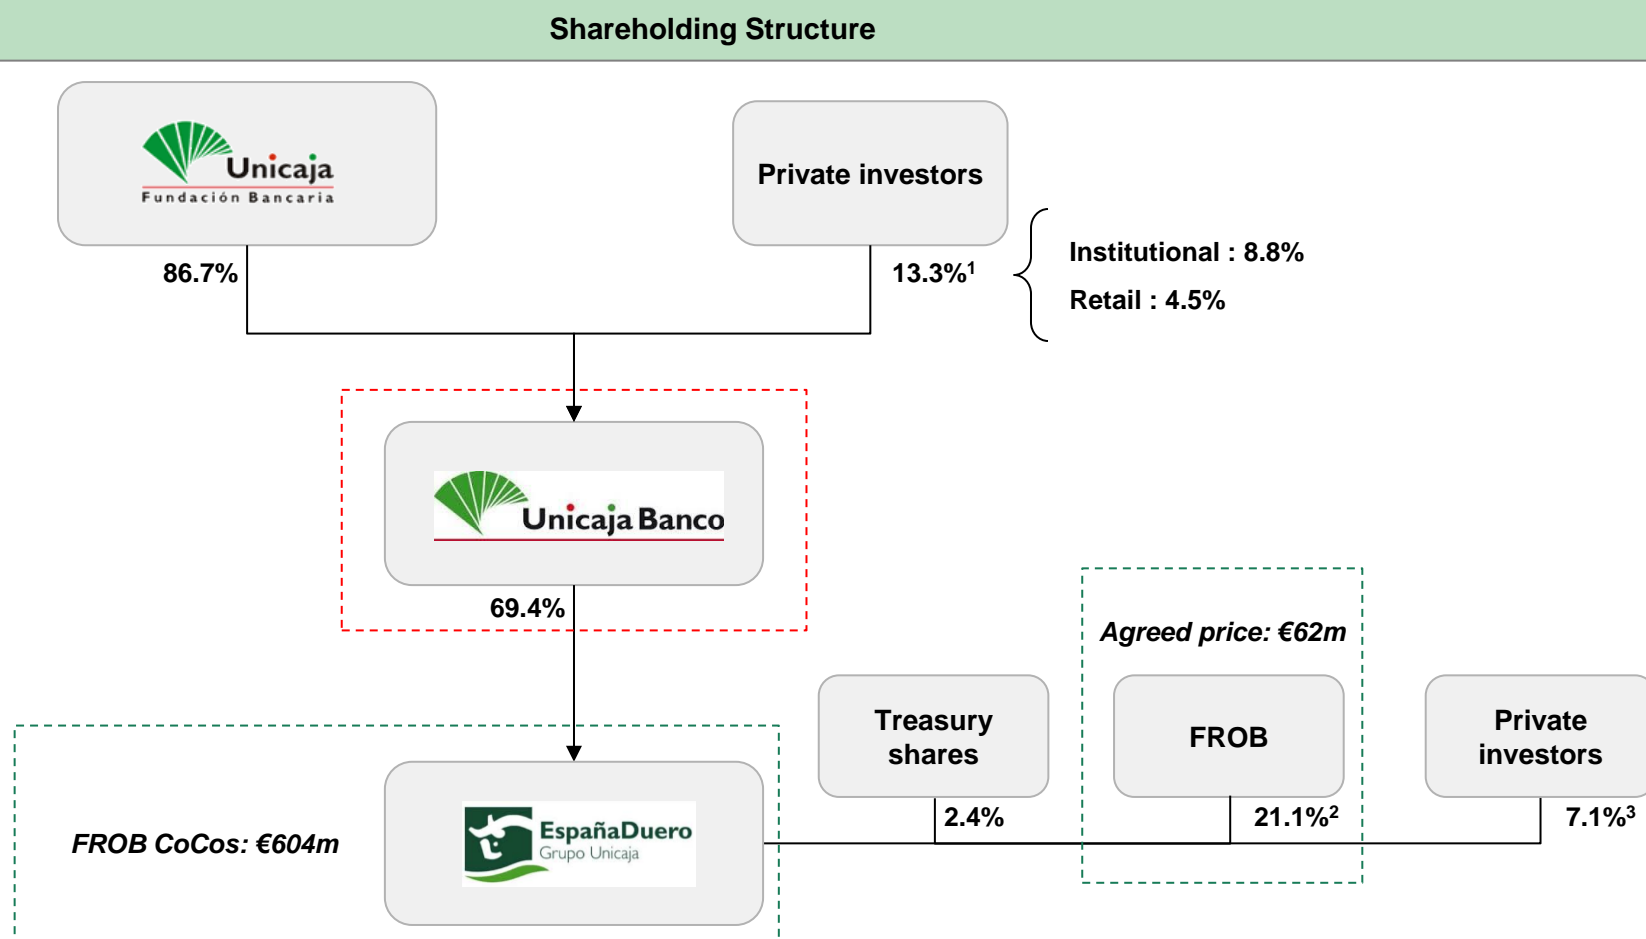 Shareholding Structure
Unicaja
Fundación Bancaria
Private investors
86.7%
13.3%1
Institutional : 8.8%
Retail : 4.5%
Unicaja Banco
69.4%
Agreed price: €62m
Treasury
shares
FROB
Private
investors
2.4%
21.1%2
7.1%3
FROB CoCos: €604m
EspañaDuero
Grupo Unicaja